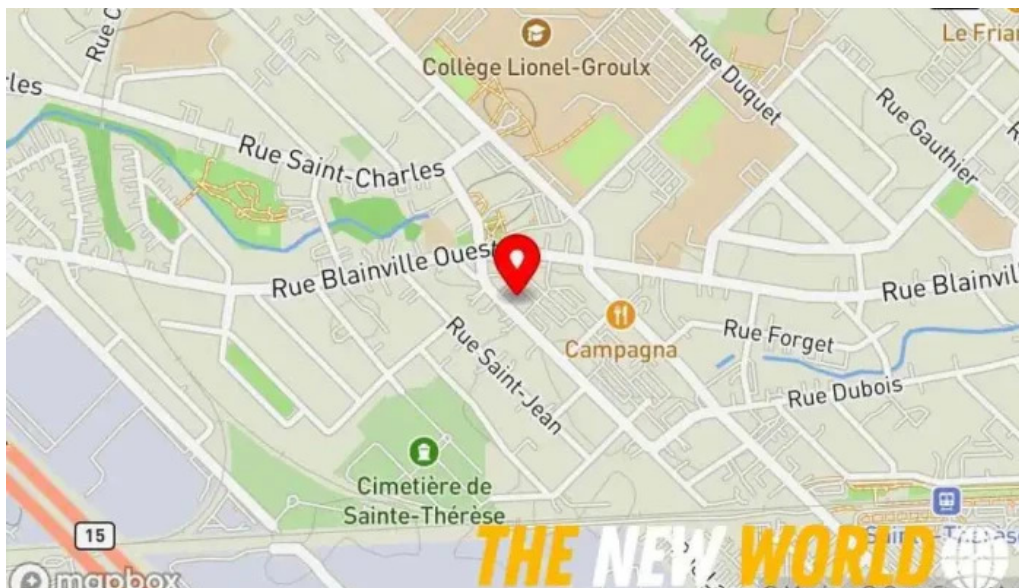 Le Frian
Rue C
Collège Lionel-Groulx
Rue Duquet
les
Rue Gauthier
Rue Saint-Charles
Rue Blainville Ouest
Rue Blainvil
Campagna
Rue Forget
Rue Saint-Jean
Rue Dubois
Cimetière de
Sainte-Thérèse
15
THE NEW WORLD
mapbox